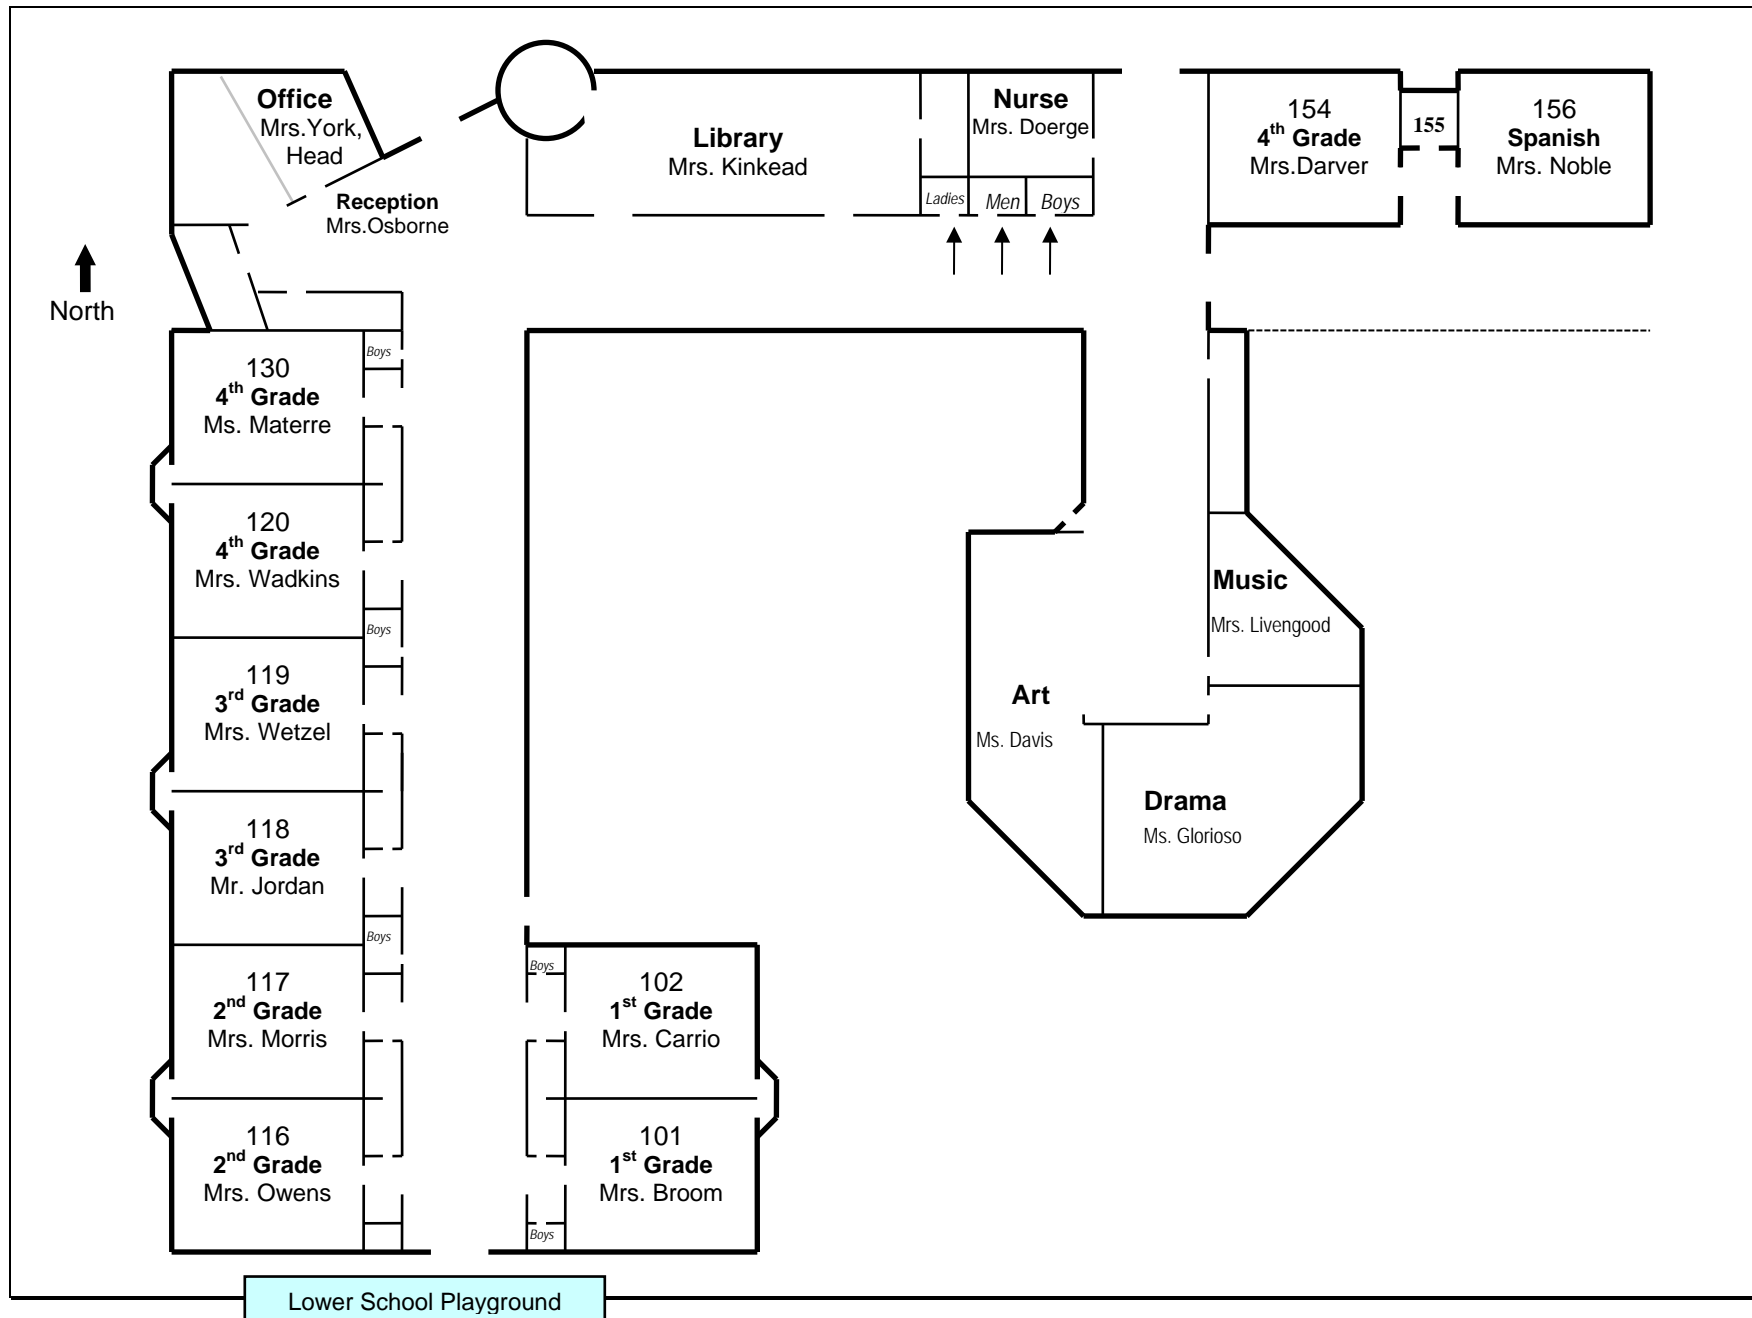 Office
Mrs.York,
Head
Reception
Mrs.Osborne
Library
Mrs. Kinkead
Nurse
Mrs. Doerge
Ladies
Men
Boys
154
4th Grade
Mrs.Darver
155
156
Spanish
Mrs. Noble
North
Boys
130
4th Grade
Ms. Materre
120
4th Grade
Mrs. Wadkins
Boys
119
3rd Grade
Mrs. Wetzel
118
3rd Grade
Mr. Jordan
Boys
117
2nd Grade
Mrs. Morris
116
2nd Grade
Mrs. Owens
Boys
102
1st Grade
Mrs. Carrio
101
1st Grade
Mrs. Broom
Boys
Music
Mrs. Livengood
Art
Ms. Davis
Drama
Ms. Glorioso
Lower School Playground